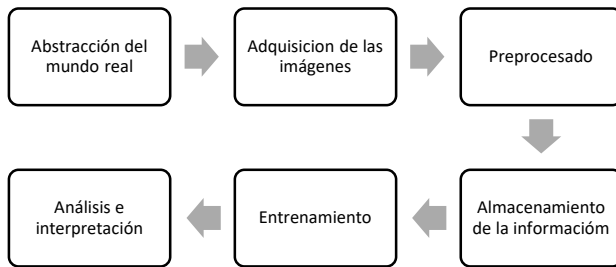 Abstracción del
mundo real
Adquisicion de las
imágenes
Preprocesado
Almacenamiento
de la informacióm
Entrenamiento
Análisis e
interpretación